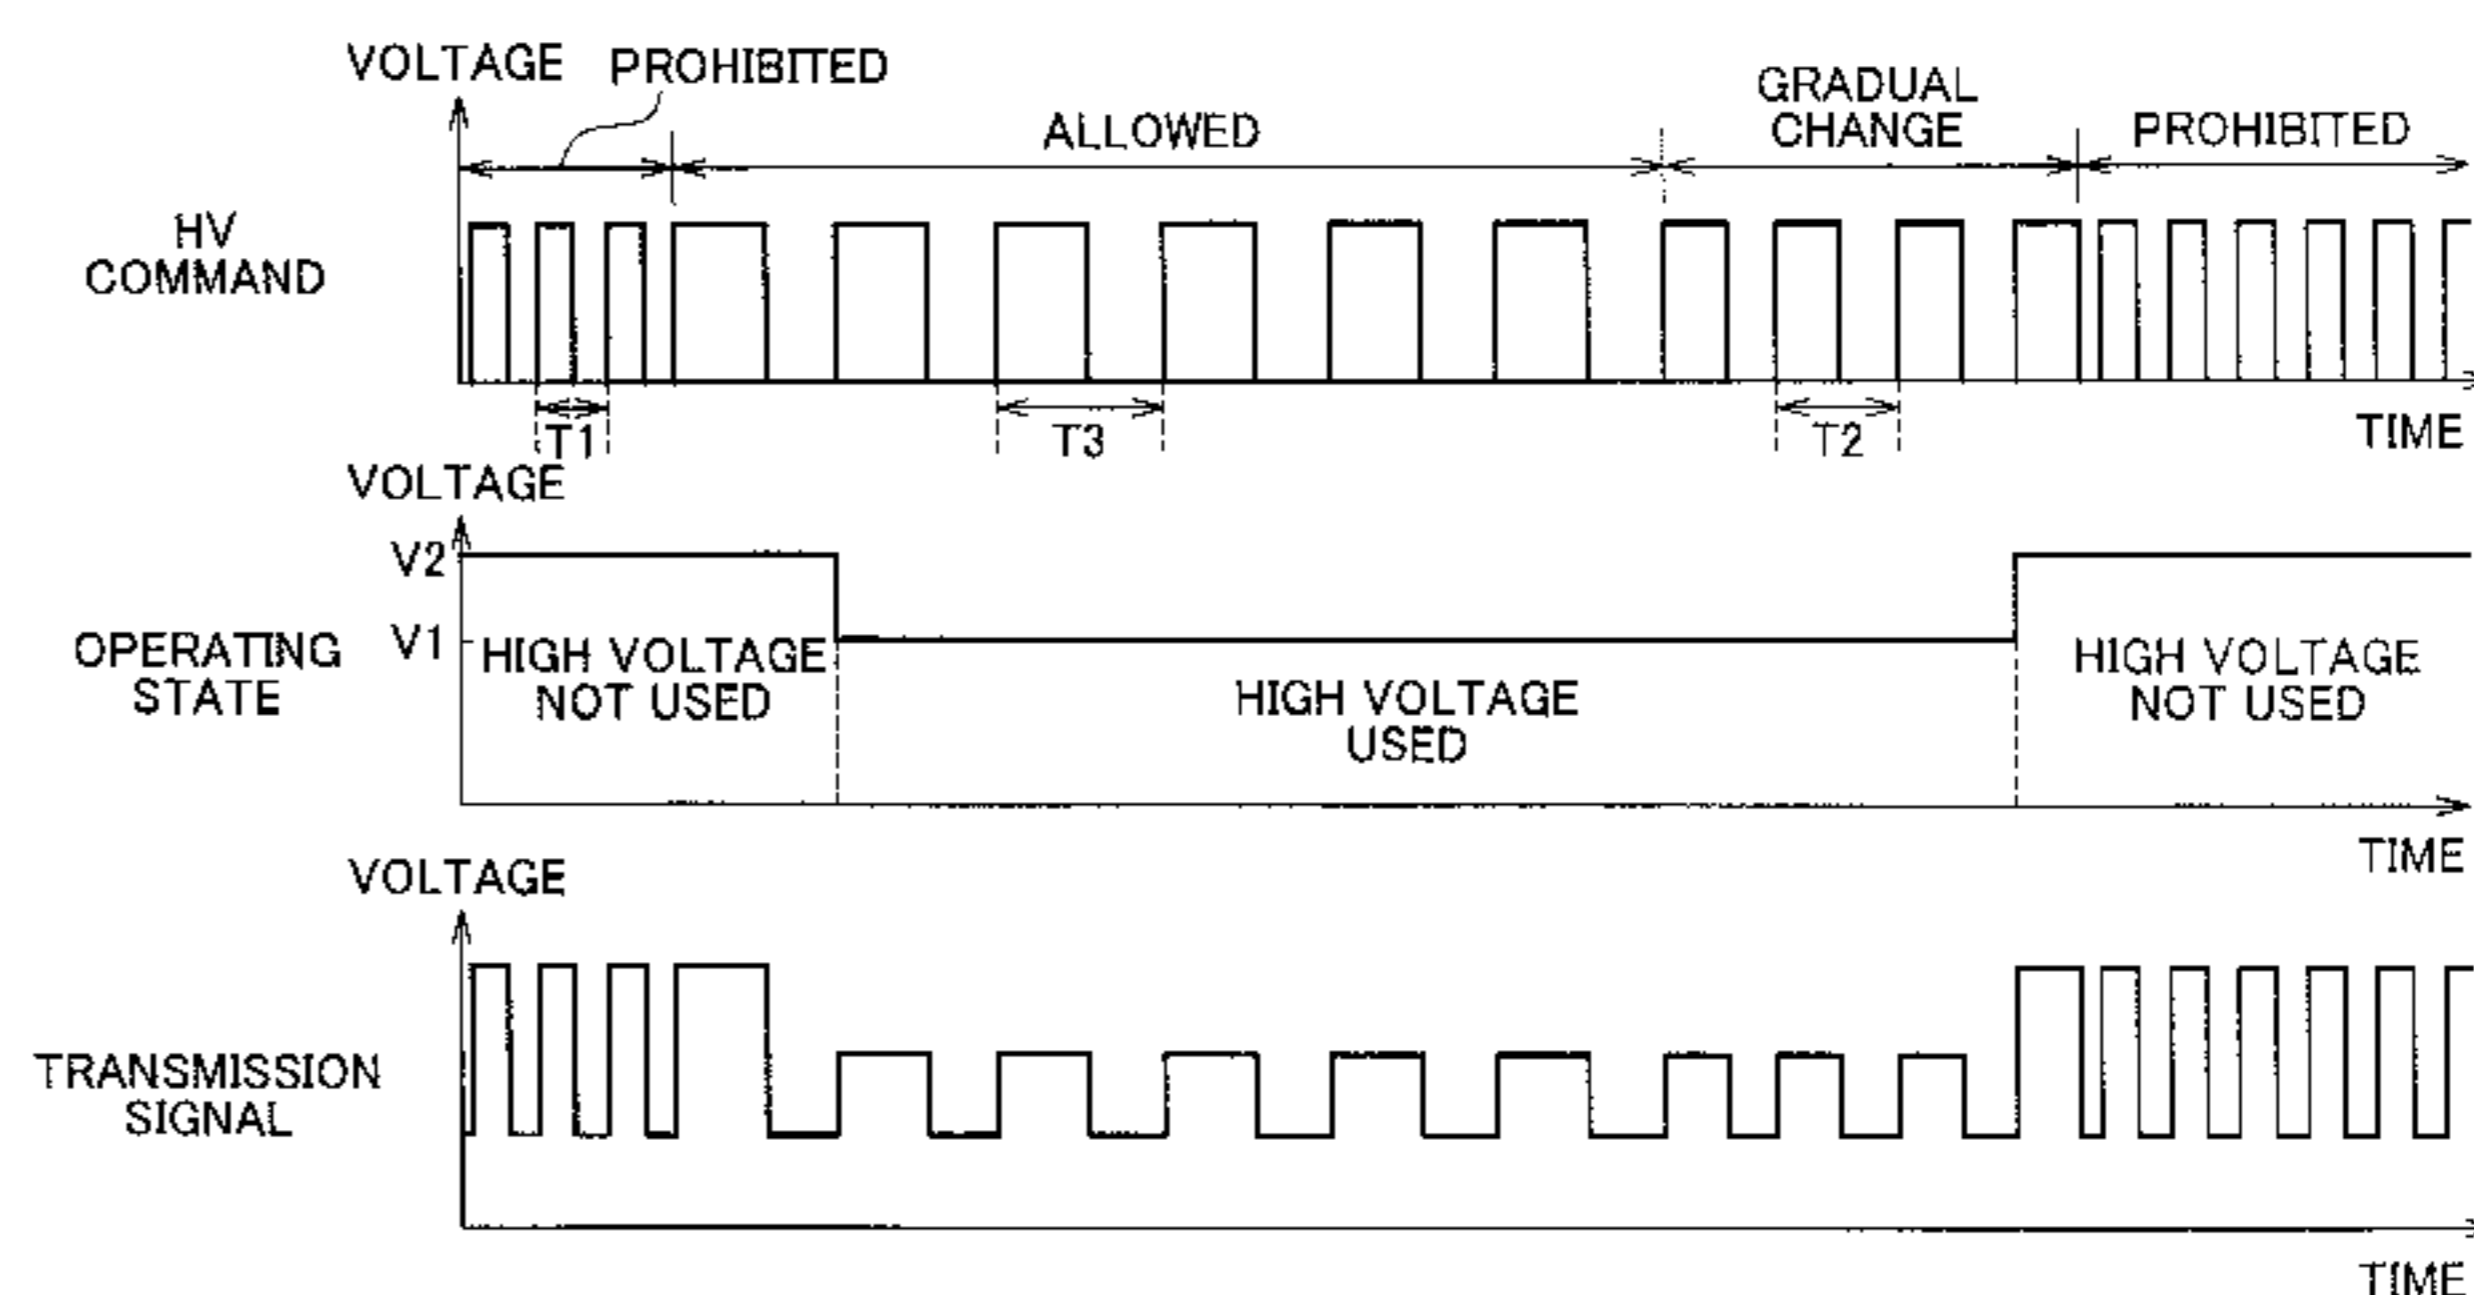 VOLTAGE
PROHIBITED
ALLOWED
GRADUAL
CHANGE
PROHIBITED
HV
COMMAND
T1
T3
T2
TIME
VOLTAGE
V2
V1
OPERATING
STATE
HIGH VOLTAGE
NOT USED
HIGH VOLTAGE
USED
HIGH VOLTAGE
NOT USED
TIME
VOLTAGE
TRANSMISSION
SIGNAL
TIME